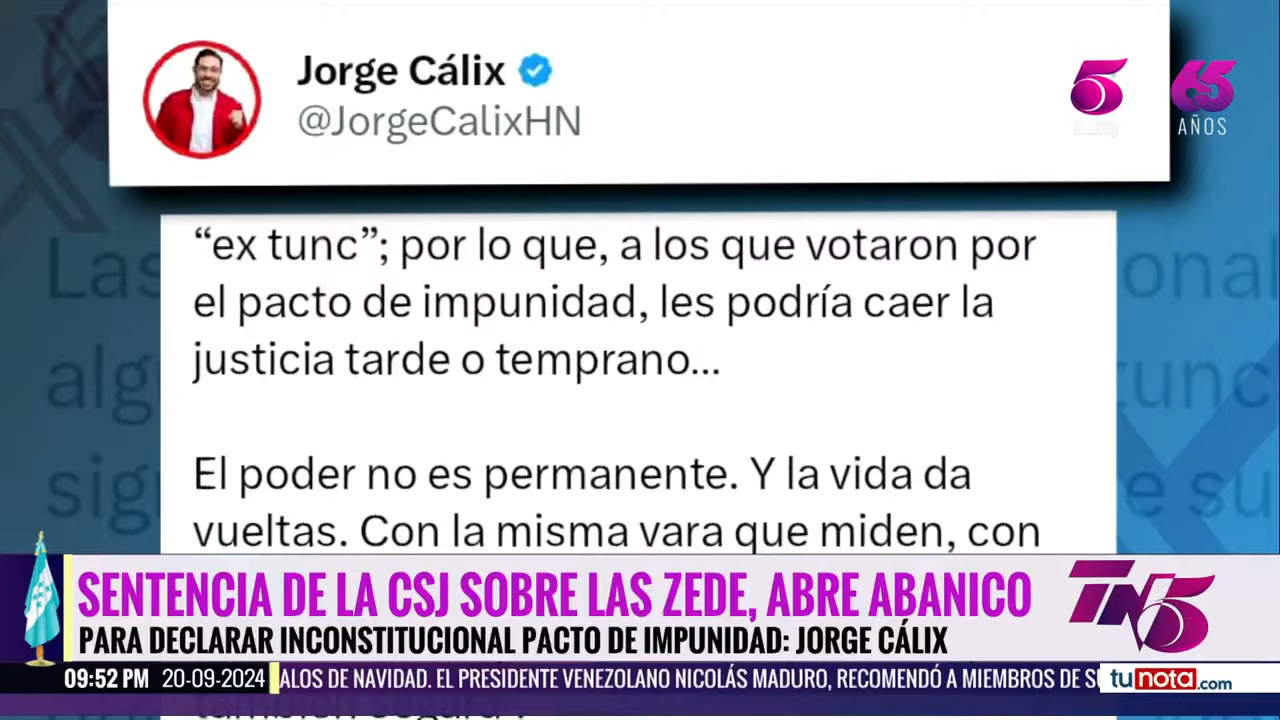 Jorge Cálix
@JorgeCalixHN
5
65
AÑOS
“ex tunc”; por lo que, a los que votaron por
el pacto de impunidad, les podría caer la
justicia tarde o temprano...
El poder no es permanente. Y la vida da
vueltas. Con la misma vara que miden, con
SENTENCIA DE LA CSJ SOBRE LAS ZEDE, ABRE ABANICO
PARA DECLARAR INCONSTITUCIONAL PACTO DE IMPUNIDAD: JORGE CÁLIX
TN5
09:52 PM 20-09-2024 ALOS DE NAVIDAD. EL PRESIDENTE VENEZOLANO NICOLÁS MADURO, RECOMENDÓ A MIEMBROS DE
tunota.com